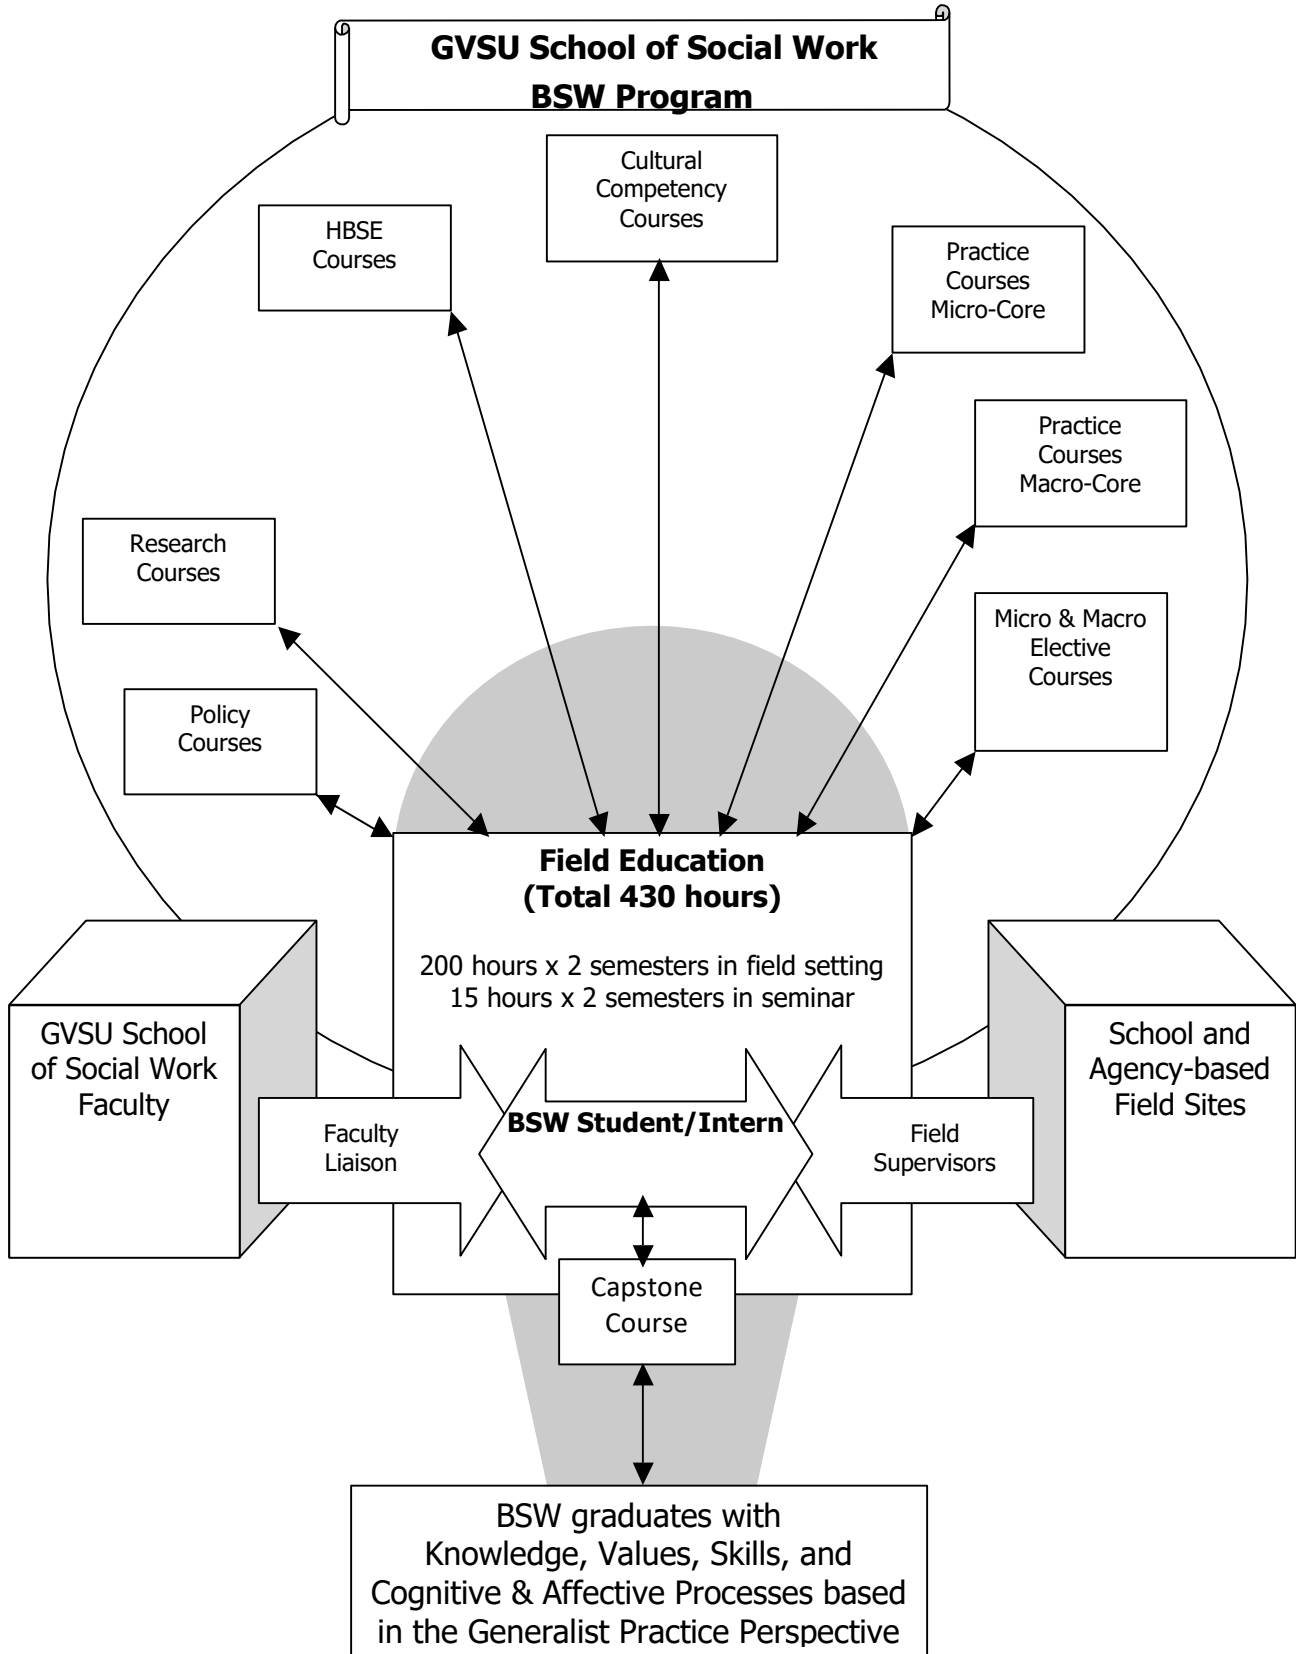 GVSU School of Social Work
BSW Program
Cultural
Competency
Courses
HBSE
Courses
Practice
Courses
Micro-Core
Practice
Courses
Macro-Core
Research
Courses
Micro & Macro
Elective
Courses
Policy
Courses
Field Education
(Total 430 hours)
200 hours x 2 semesters in field setting
15 hours x 2 semesters in seminar
GVSU School
of Social Work
Faculty
School and
Agency-based
Field Sites
Faculty
Liaison
BSW Student/Intern
Field
Supervisors
Capstone
Course
BSW graduates with
Knowledge, Values, Skills, and
Cognitive & Affective Processes based
in the Generalist Practice Perspective